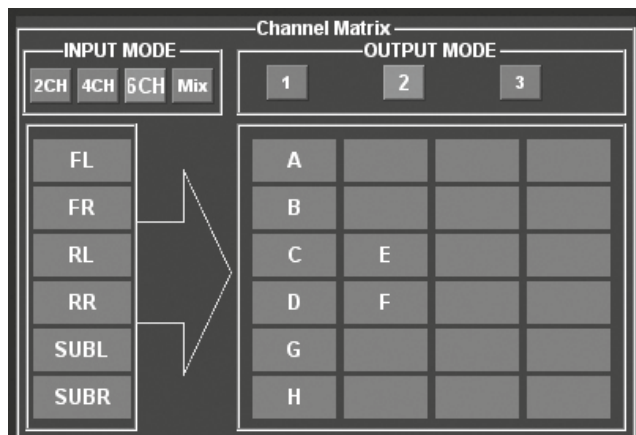 Channel Matrix
INPUT MODE OUTPUT MODE
2CH 4CH 6CH Mix 1 2 3
FL A
FR B
RL C E
RR D F
SUBL G
SUBR H